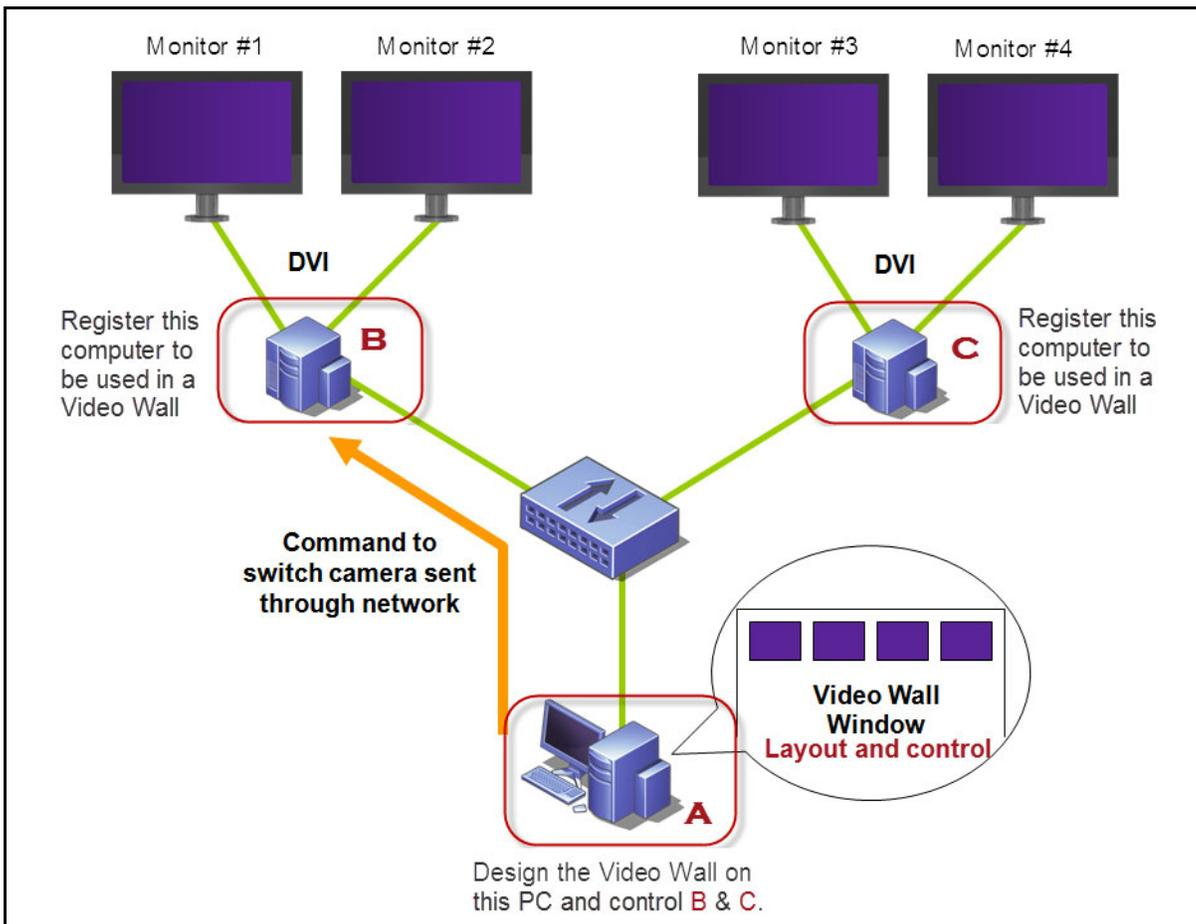 Monitor #1
Monitor #2
Monitor #3
Monitor #4
DVI
DVI
Register this
computer to
be used in a
Video Wall
B
C
Register this
computer to
be used in a
Video Wall
Command to
switch camera sent
through network
Video Wall
Window
Layout and control
A
Design the Video Wall on
this PC and control B & C.